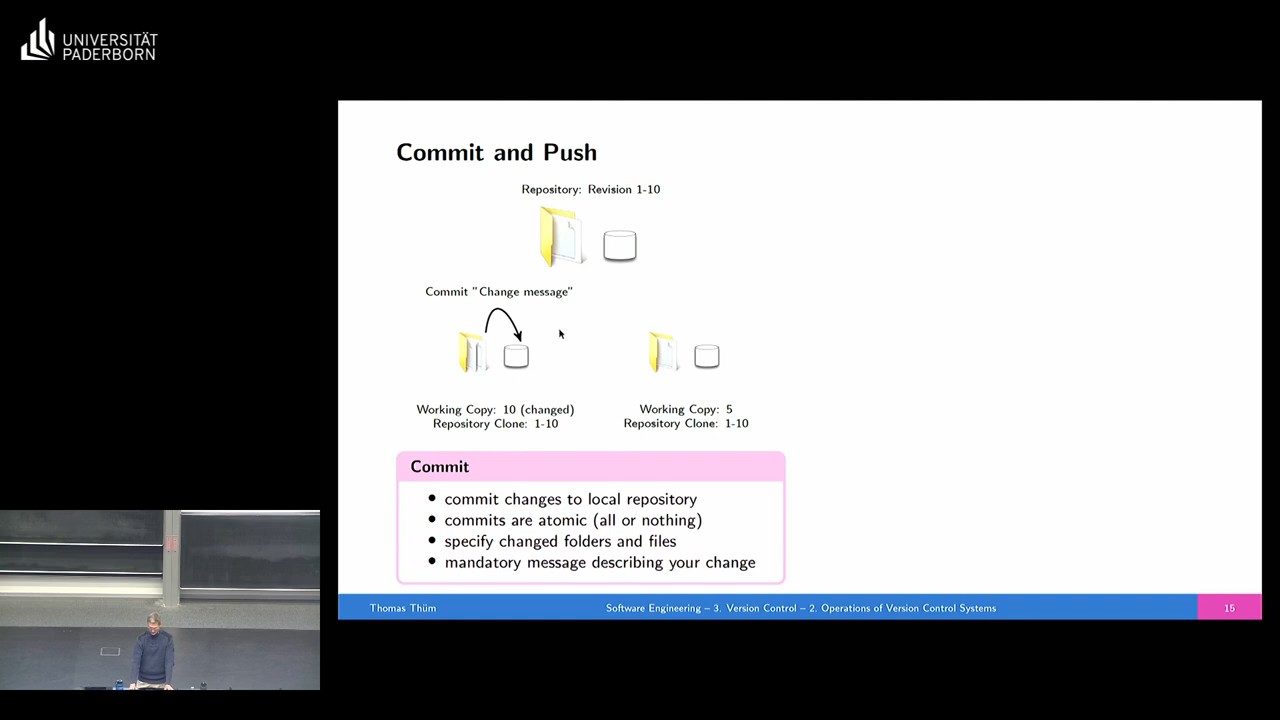 UNIVERSITÄT
PADERBORN
Commit and Push
Repository: Revision 1-10
Commit "Change message"
Working Copy: 10 (changed)
Repository Clone: 1-10
Working Copy: 5
Repository Clone: 1-10
Commit
• commit changes to local repository
• commits are atomic (all or nothing)
• specify changed folders and files
• mandatory message describing your change
Thomas Thüm
Software Engineering – 3. Version Control – 2. Operations of Version Control Systems
15